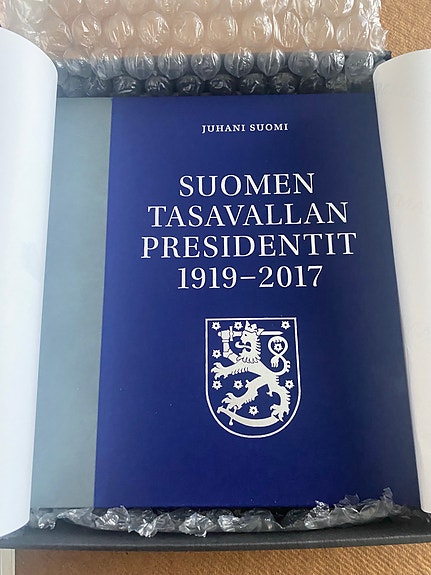 JUHANI SUOMI
SUOMEN
TASAVALLAN
PRESIDENTIT
1919–2017